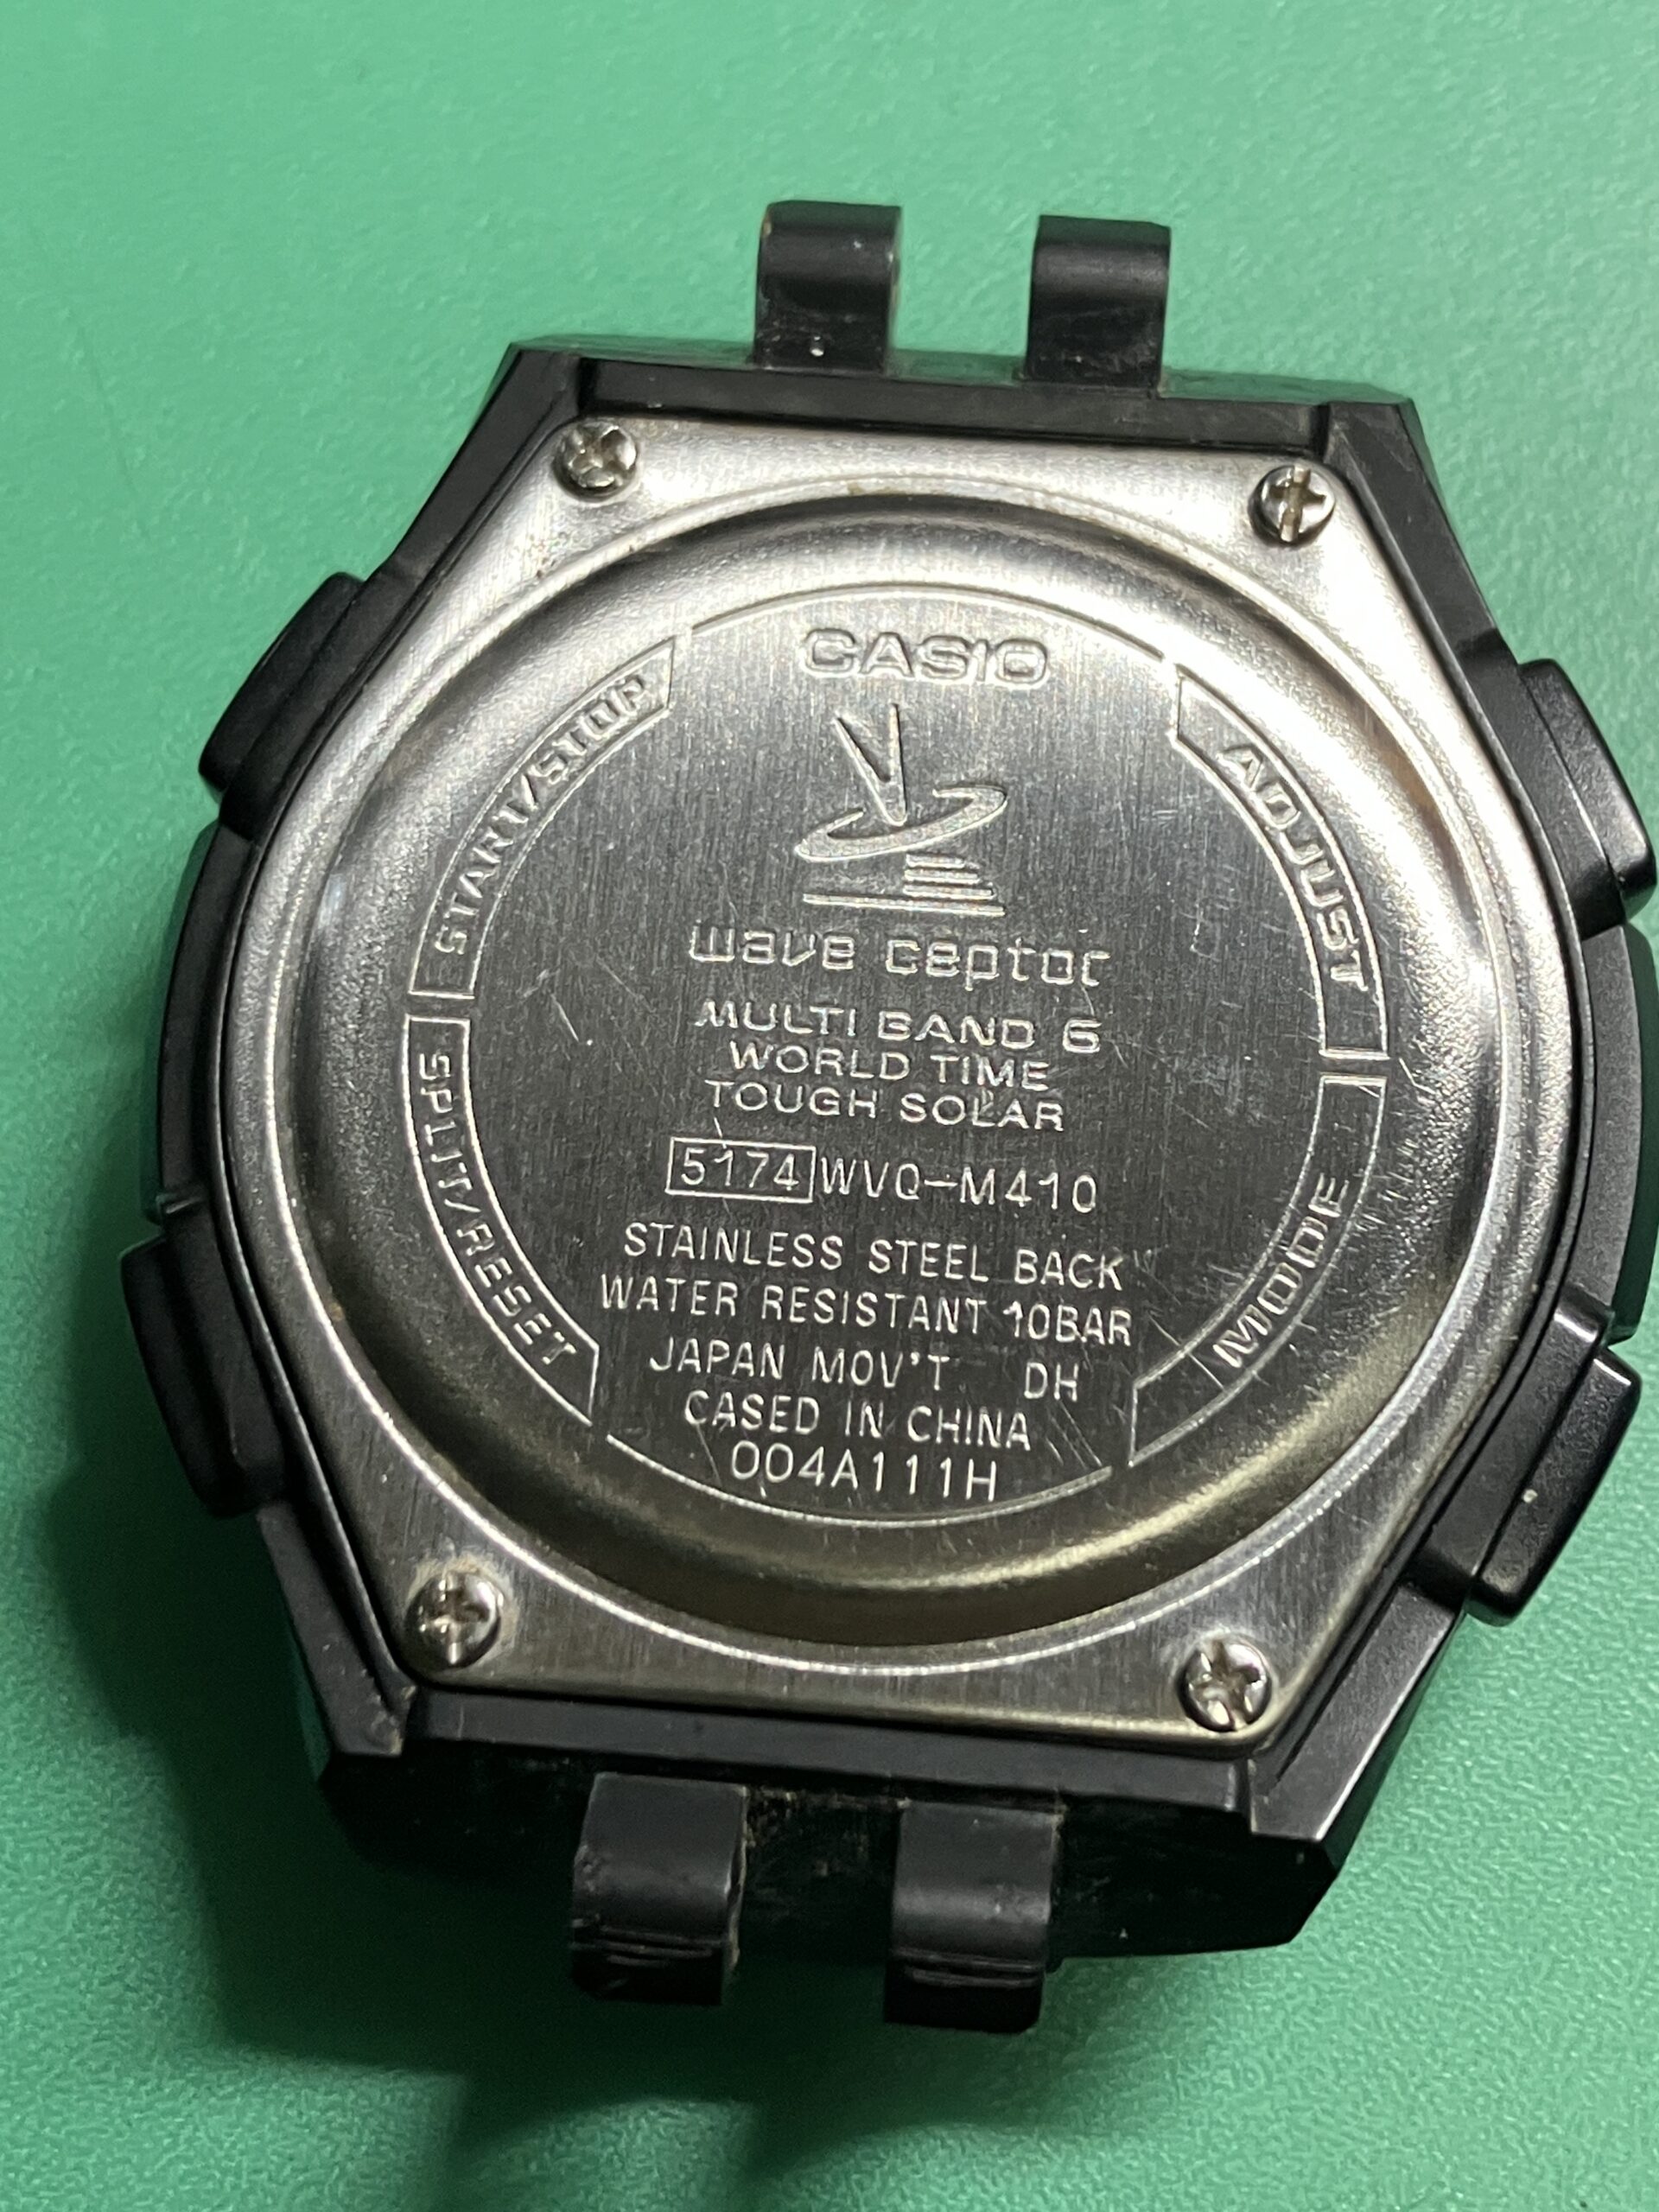 CASIO
START/STOP
ADJUST
wave ceptor
MULTI BAND 6
WORLD TIME
TOUGH SOLAR
5174 WVQ-M410
SPLIT/RESET
MODE
STAINLESS STEEL BACK
WATER RESISTANT 10BAR
JAPAN MOV'T DH
CASED IN CHINA
004A111H